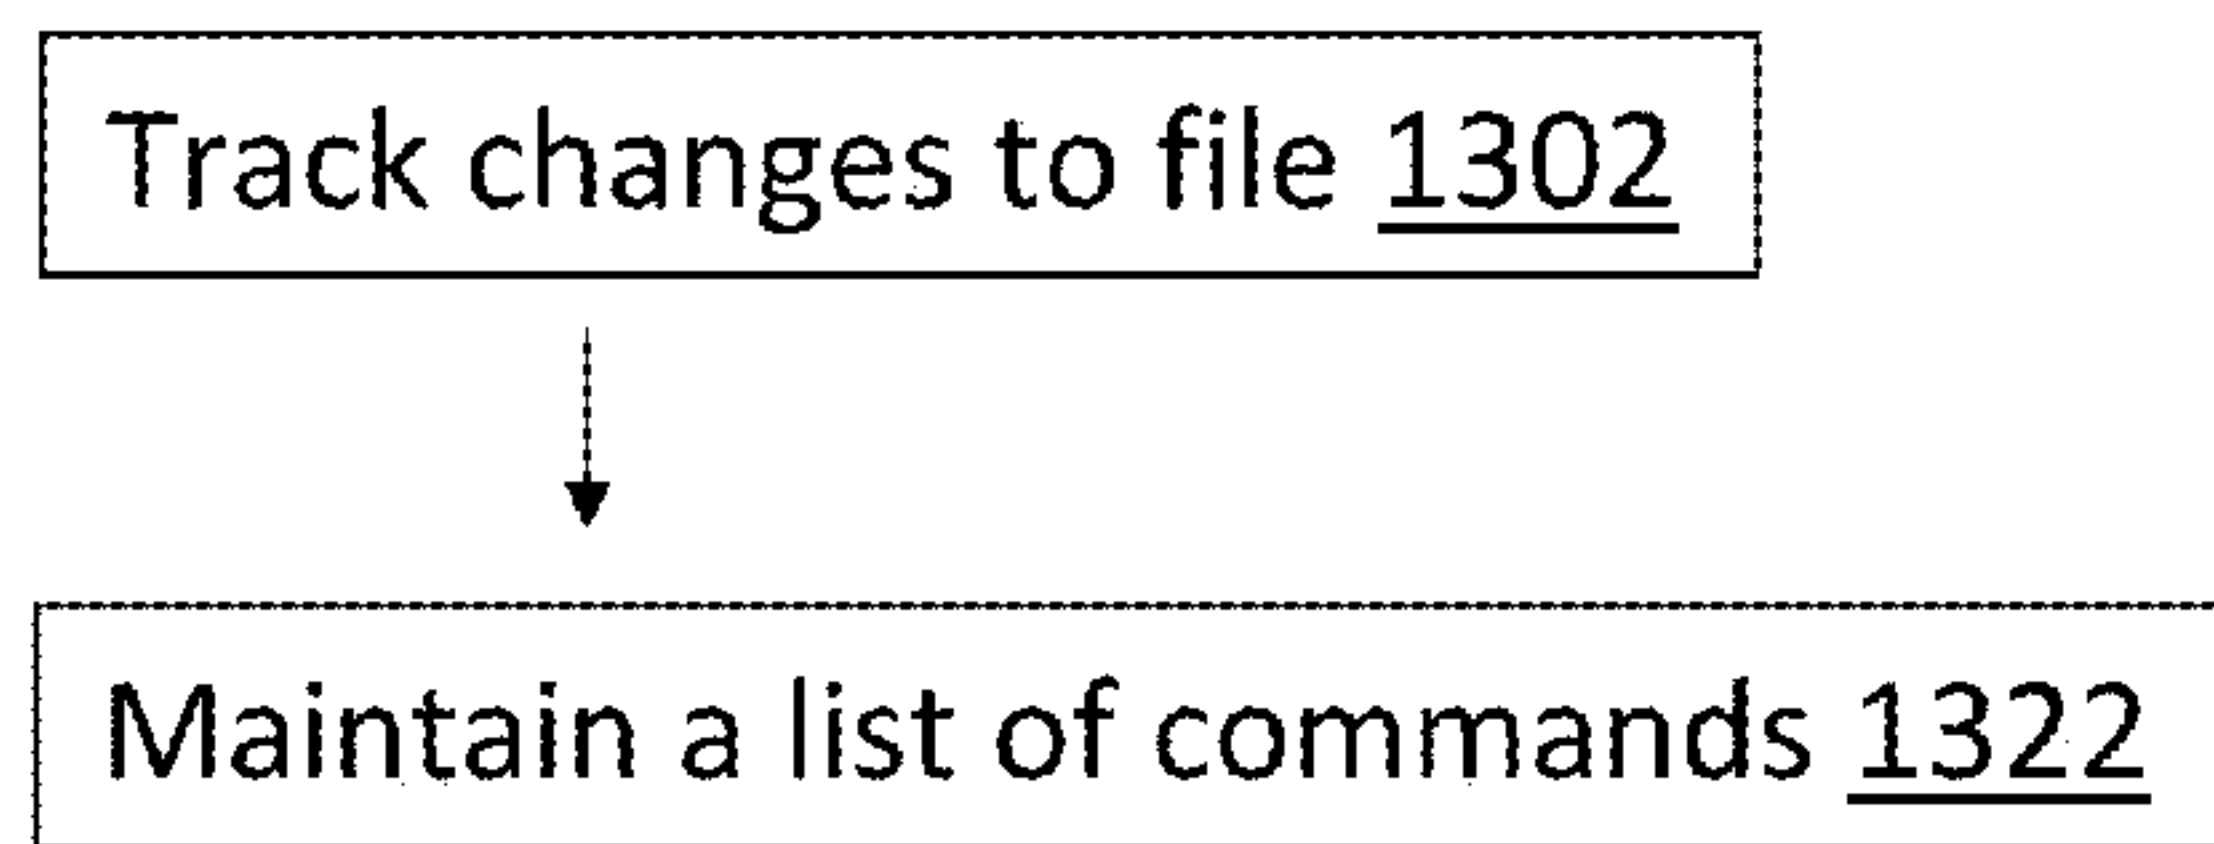 Track changes to file 1302
Maintain a list of commands 1322